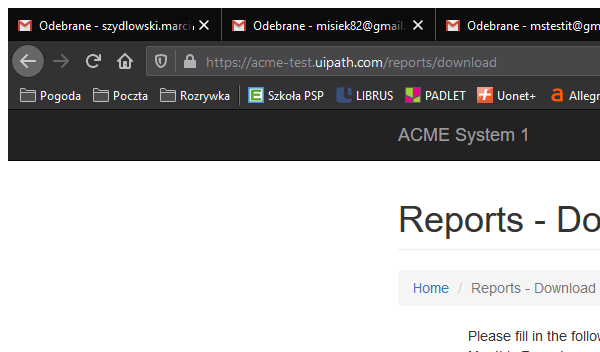 Odebrane - szydlowski.marci
Odebrane - misiek82@gmail.
Odebrane - mstestit@gm
https://acme-test.uipath.com/reports/download
Pogoda Poczta Rozrywka Szkoła PSP LIBRUS PADLET Uonet+ Allegr
ACME System 1
Reports - Do
Home / Reports - Download
Please fill in the follow